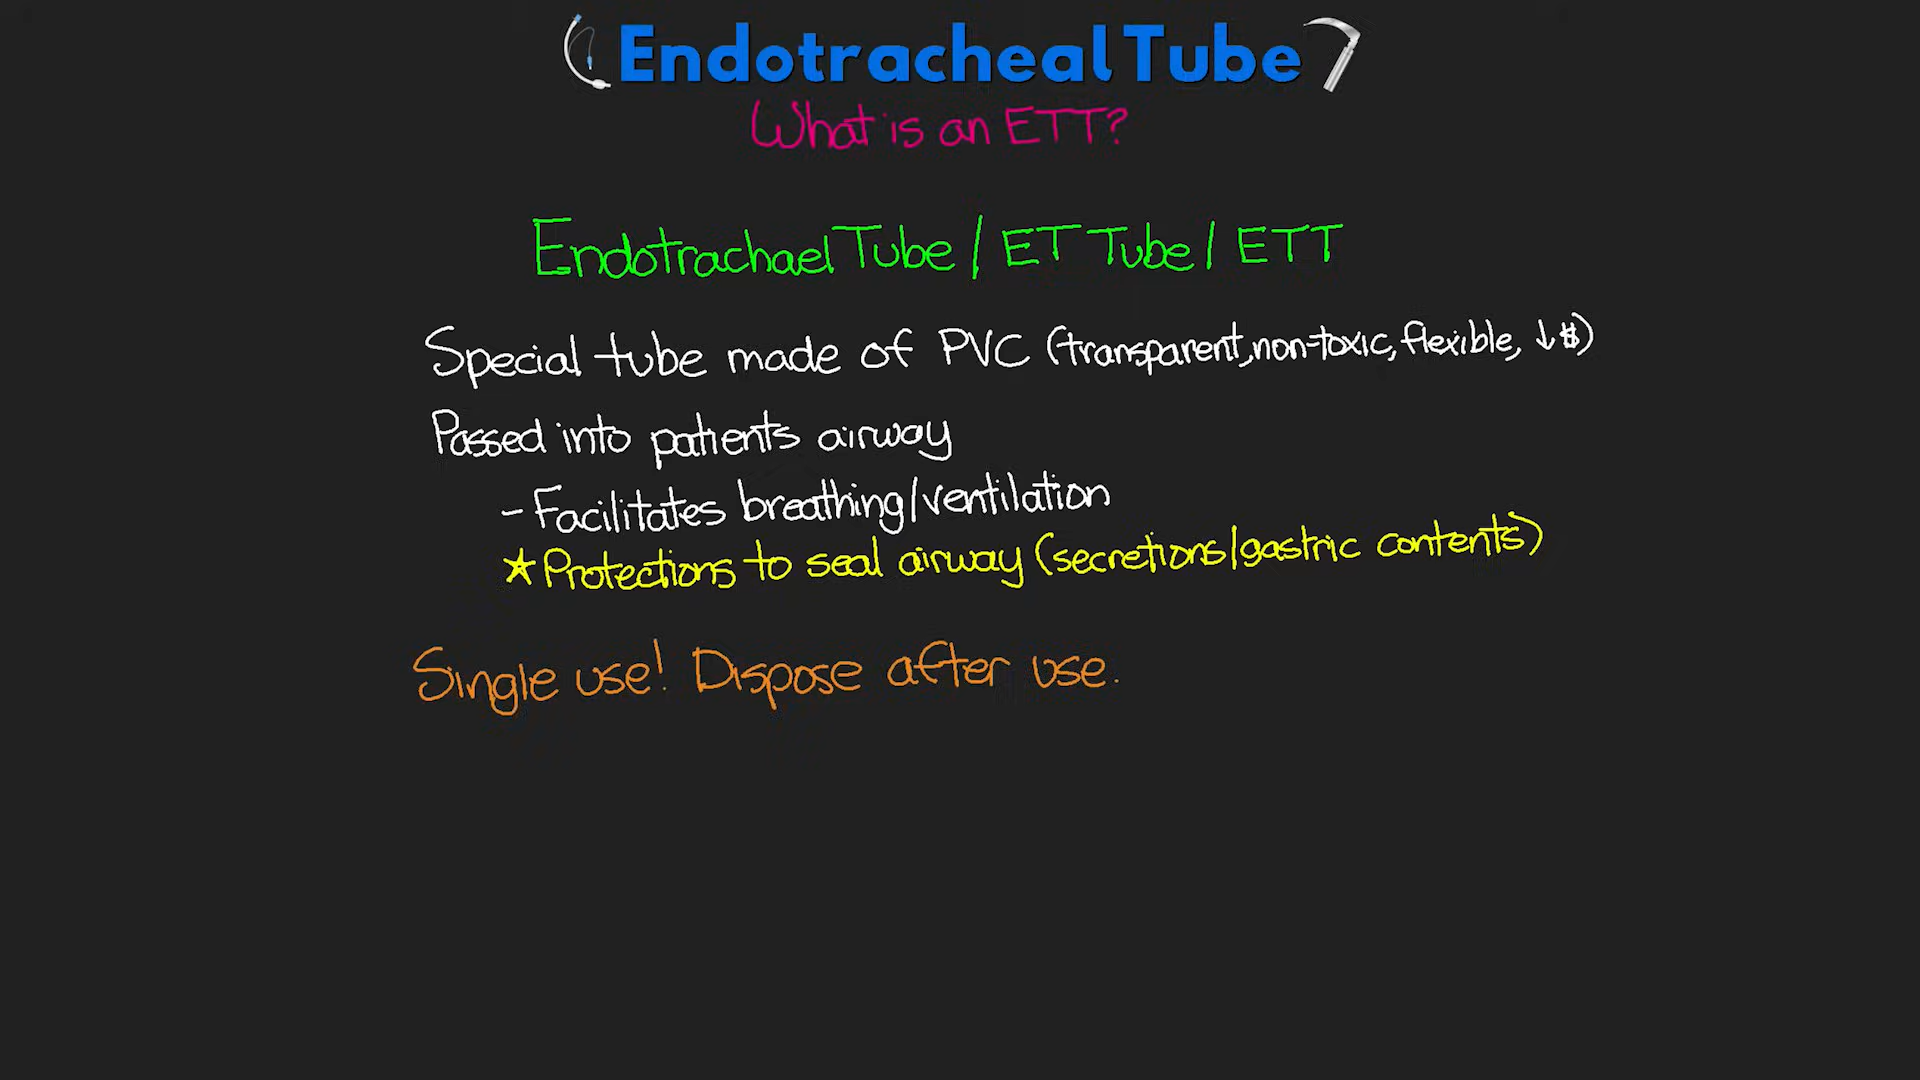 Endotracheal Tube
What is an ETT?
Endotrachael Tube / ET Tube / ETT
Special tube made of PVC (transparent, non-toxic, flexible, ↓$)
Passed into patients airway
- Facilitates breathing/ventilation
★ Protections to seal airway (secretions/gastric contents)
Single use! Dispose after use.